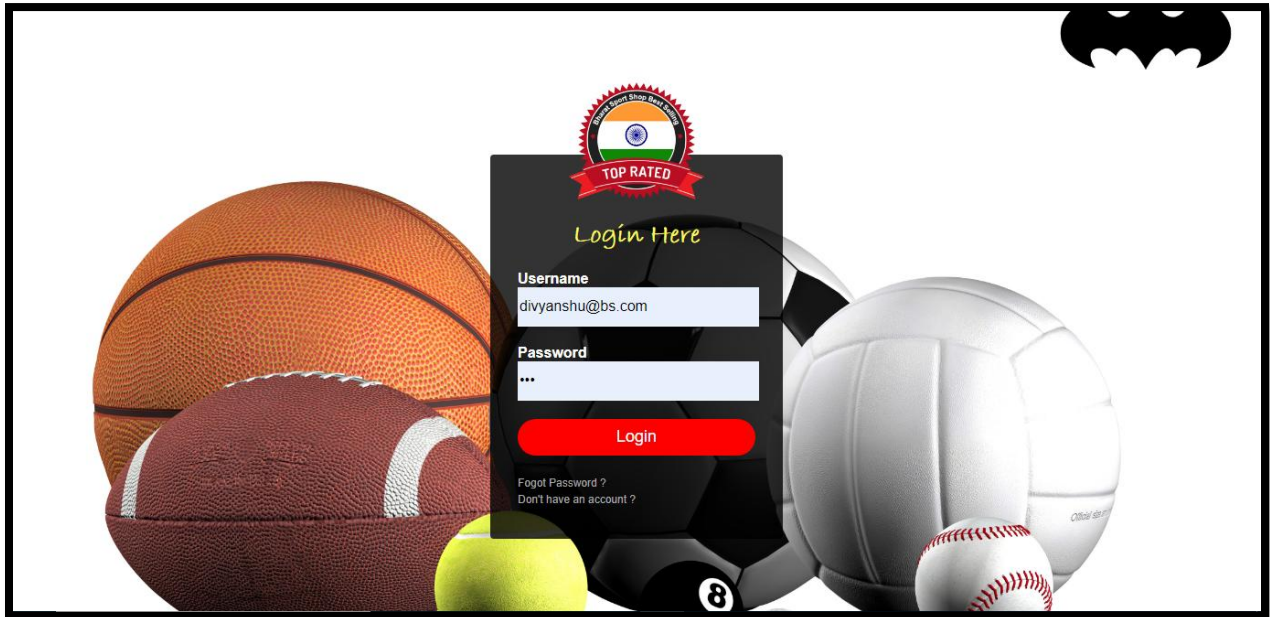 Bharat Sport Shop Best Selling
TOP RATED
Login Here
Username
divyanshu@bs.com
Password
•••
Login
Fogot Password ?
Don't have an account ?
8